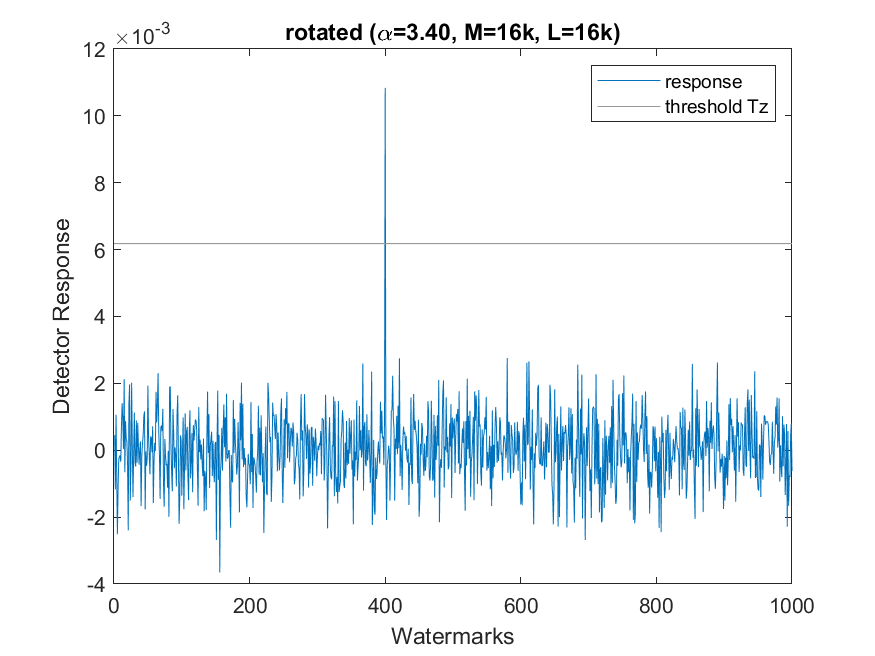 rotated (α=3.40, M=16k, L=16k)
×10-3
12
10
8
6
4
2
0
-2
-4
Detector Response
response
threshold Tz
0 200 400 600 800 1000
Watermarks